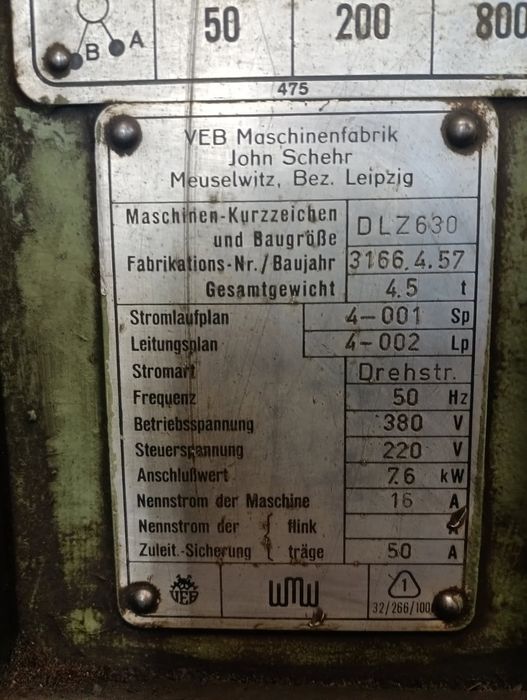 B A 50 200 800
475
VEB Maschinenfabrik
John Schehr
Meuselwitz, Bez. Leipzig
Maschinen-Kurzzeichen
und Baugröße DLZ630
Fabrikations-Nr./Baujahr 3166.4.57
Gesamtgewicht 4.5 t
Stromlaufplan 4-001 Sp
Leitungsplan 4-002 Lp
Stromart Drehstr.
Frequenz 50 Hz
Betriebsspannung 380 V
Steuerspannung 220 V
Anschlußwert 7.6 kW
Nennstrom der Maschine 16 A
Nennstrom der { flink A
Zuleit.-Sicherung { träge 50 A
VEB WMW 1
32/266/100